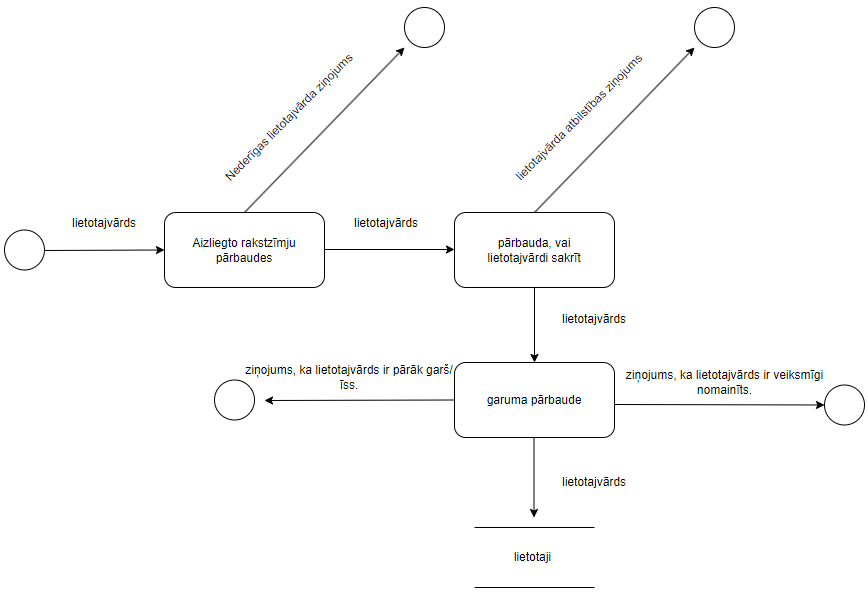 Nederīgas lietotajvārda ziņojums
lietotajvārda atbilstības ziņojums
lietotajvārds
Aizliegto rakstzīmju
pārbaudes
lietotajvārds
pārbauda, vai
lietotajvārdi sakrīt
lietotajvārds
ziņojums, ka lietotajvārds ir pārāk garš/
īss.
garuma pārbaude
ziņojums, ka lietotajvārds ir veiksmīgi
nomainīts.
lietotajvārds
lietotaji